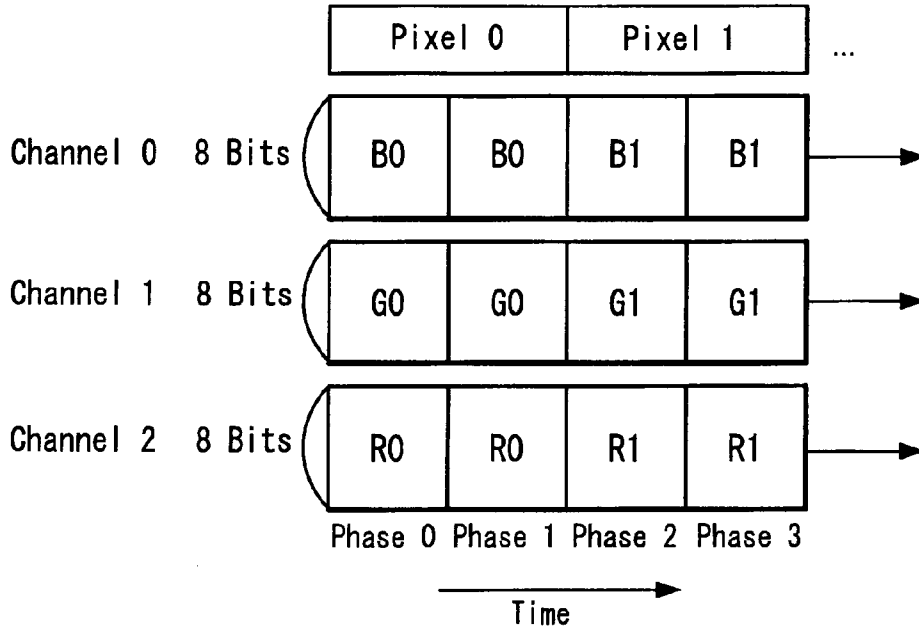 Pixel 0 Pixel 1 ...
Channel 0 8 Bits B0 B0 B1 B1
Channel 1 8 Bits G0 G0 G1 G1
Channel 2 8 Bits R0 R0 R1 R1
Phase 0 Phase 1 Phase 2 Phase 3
Time